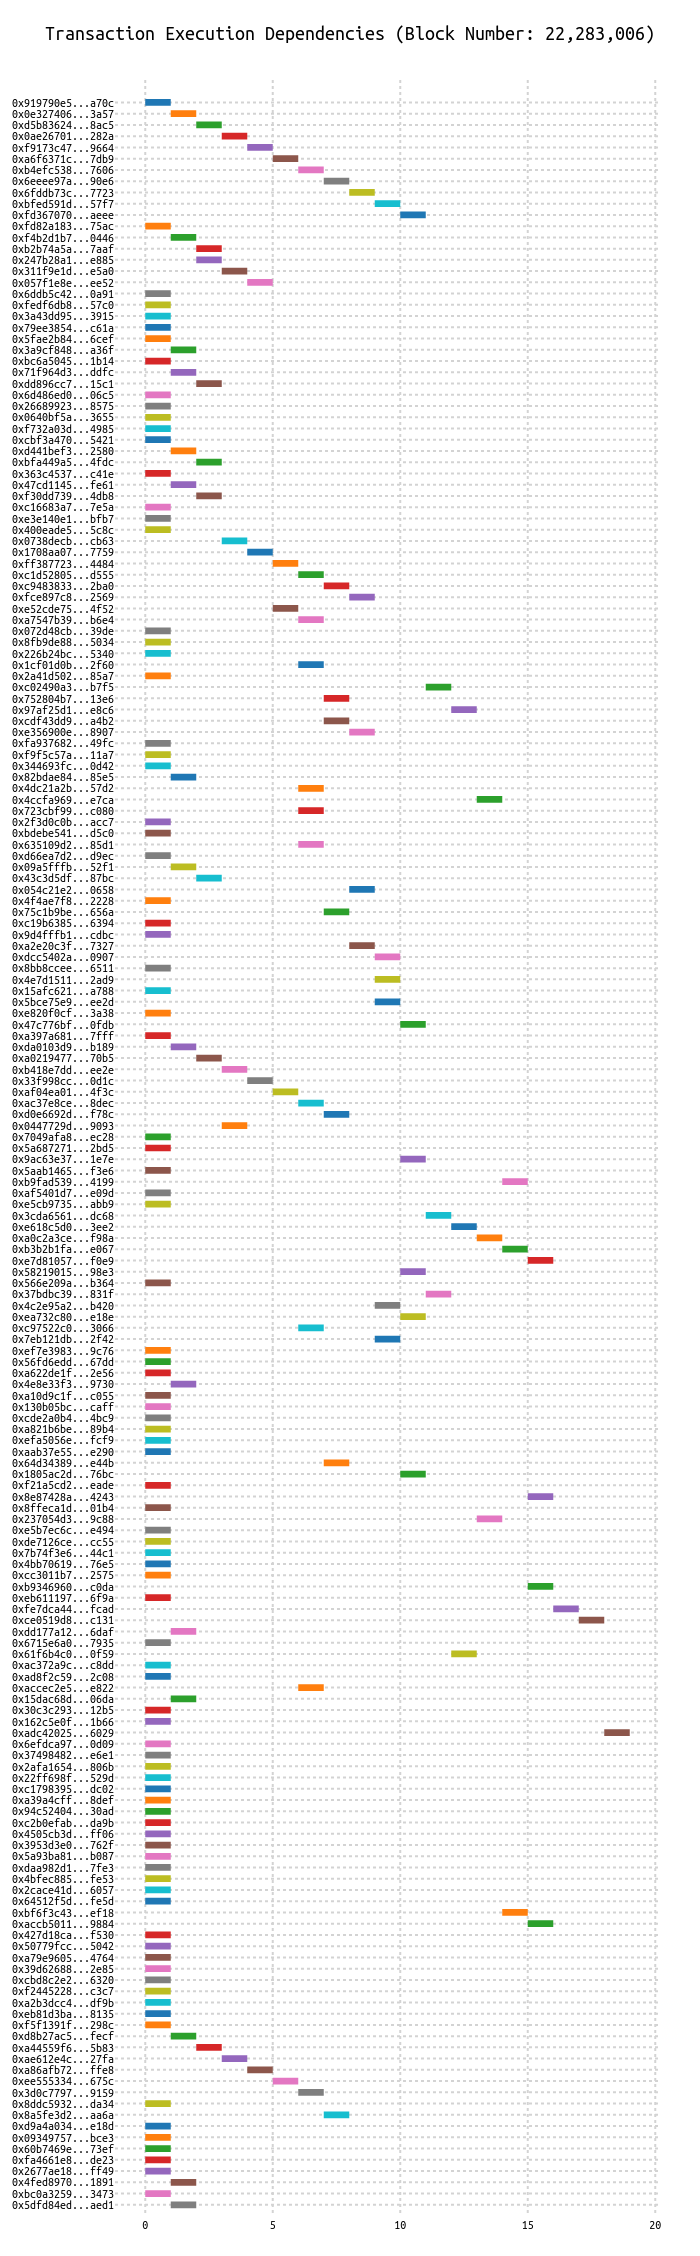 Transaction Execution Dependencies (Block Number: 22,283,006)
0x919790e5...a70c
0x0e327406...3a57
0xd5b83624...8ac5
0x0ae26701...282a
0xf9173c47...9664
0xa6f6371c...7db9
0xb4efc538...7606
0x6eeee97a...90e6
0x6fddb73c...7723
0xbfed591d...57f7
0xfd367070...aeee
0xfd82a183...75ac
0xf4b2d1b7...0446
0xb2b74a5a...7aaf
0x247b28a1...e885
0x311f9e1d...e5a0
0x057f1e8e...ee52
0x6ddb5c42...0a91
0xfedf6db8...57c0
0x3a43dd95...3915
0x79ee3854...c61a
0x5fae2b84...6cef
0x3a9cf848...a36f
0xbc6a5045...1b14
0x71f964d3...ddfc
0xdd896cc7...15c1
0x6d486ed0...06c5
0x26689923...8575
0x0640bf5a...3655
0xf732a03d...4985
0xcbf3a470...5421
0xd441bef3...2580
0xbfa449a5...4fdc
0x363c4537...c41e
0x47cd1145...fe61
0xf30dd739...4db8
0xc16683a7...7e5a
0xe3e140e1...bfb7
0x400eade5...5c8c
0x0738decb...cb63
0x1708aa07...7759
0xff387723...4484
0xc1d52805...d555
0xc9483833...2ba0
0xfce897c8...2569
0xe52cde75...4f52
0xa7547b39...b6e4
0x072d48cb...39de
0x8fb9de88...5034
0x226b24bc...5340
0x1cf01d0b...2f60
0x2a41d502...85a7
0xc02490a3...b7f5
0x752804b7...13e6
0x97af25d1...e8c6
0xcdf43dd9...a4b2
0xe356900e...8907
0xfa937682...49fc
0xf9f5c57a...11a7
0x344693fc...0d42
0x82bdae84...85e5
0x4dc21a2b...57d2
0x4ccfa969...e7ca
0x723cbf99...c080
0x2f3d0c0b...acc7
0xbdebe541...d5c0
0x635109d2...85d1
0xd66ea7d2...d9ec
0x09a5fffb...52f1
0x43c3d5df...87bc
0x054c21e2...0658
0x4f4ae7f8...2228
0x75c1b9be...656a
0xc19b6385...6394
0x9d4fffb1...cdbc
0xa2e20c3f...7327
0xdcc5402a...0907
0x8bb8ccee...6511
0x4e7d1511...2ad9
0x15afc621...a788
0x5bce75e9...ee2d
0xe820f0cf...3a38
0x47c776bf...0fdb
0xa397a681...7fff
0xda0103d9...b189
0xa0219477...70b5
0xb418e7dd...ee2e
0x33f998cc...0d1c
0xaf04ea01...4f3c
0xac37e8ce...8dec
0xd0e6692d...f78c
0x0447729d...9093
0x7049afa8...ec28
0x5a687271...2bd5
0x9ac63e37...1e7e
0x5aab1465...f3e6
0xb9fad539...4199
0xaf5401d7...e09d
0xe5cb9735...abb9
0x3cda6561...dc68
0xe618c5d0...3ee2
0xa0c2a3ce...f98a
0xb3b2b1fa...e067
0xe7d81057...f0e9
0x58219015...98e3
0x566e209a...b364
0x37bdbc39...831f
0x4c2e95a2...b420
0xea732c80...e18e
0xc97522c0...3066
0x7eb121db...2f42
0xef7e3983...9c76
0x56fd6edd...67dd
0xa622de1f...2e56
0x4e8e33f3...9730
0xa10d9c1f...c055
0x130b05bc...caff
0xcde2a0b4...4bc9
0xa821b6be...89b4
0xefa5056e...fcf9
0xaab37e55...e290
0x64d34389...e44b
0x1805ac2d...76bc
0xf21a5cd2...eade
0x8e87428a...4243
0x8ffeca1d...01b4
0x237054d3...9c88
0xe5b7ec6c...e494
0xde7126ce...cc55
0x7b74f3e6...44c1
0x4bb70619...76e5
0xcc3011b7...2575
0xb9346960...c0da
0xeb611197...6f9a
0xfe7dca44...fcad
0xce0519d8...c131
0xdd177a12...6daf
0x6715e6a0...7935
0x61f6b4c0...0f59
0xac372a9c...c8dd
0xad8f2c59...2c08
0xaccec2e5...e822
0x15dac68d...06da
0x30c3c293...12b5
0x162c5e0f...1b66
0xadc42025...6029
0x6efdca97...0d09
0x37498482...e6e1
0x2afa1654...806b
0x22ff698f...529d
0xc1798395...dc02
0xa39a4cff...8def
0x94c52404...30ad
0xc2b0efab...da9b
0x4505cb3d...ff06
0x3953d3e0...762f
0x5a93ba81...b087
0xdaa982d1...7fe3
0x4bfec885...fe53
0x2cace41d...6057
0x64512f5d...fe5d
0xbf6f3c43...ef18
0xaccb5011...9884
0x427d18ca...f530
0x50779fcc...5042
0xa79e9605...4764
0x39d62688...2e85
0xcbd8c2e2...6320
0xf2445228...c3c7
0xa2b3dcc4...df9b
0xeb81d3ba...8135
0xf5f1391f...298c
0xd8b27ac5...fecf
0xa44559f6...5b83
0xae612e4c...27fa
0xa86afb72...ffe8
0xee555334...675c
0x3d0c7797...9159
0x8ddc5932...da34
0x8a5fe3d2...aa6a
0xd9a4a034...e18d
0x09349757...bce3
0x60b7469e...73ef
0xfa4661e8...de23
0x2677ae18...ff49
0x4fed8970...1891
0xbc0a3259...3473
0x5dfd84ed...aed1
0 5 10 15 20